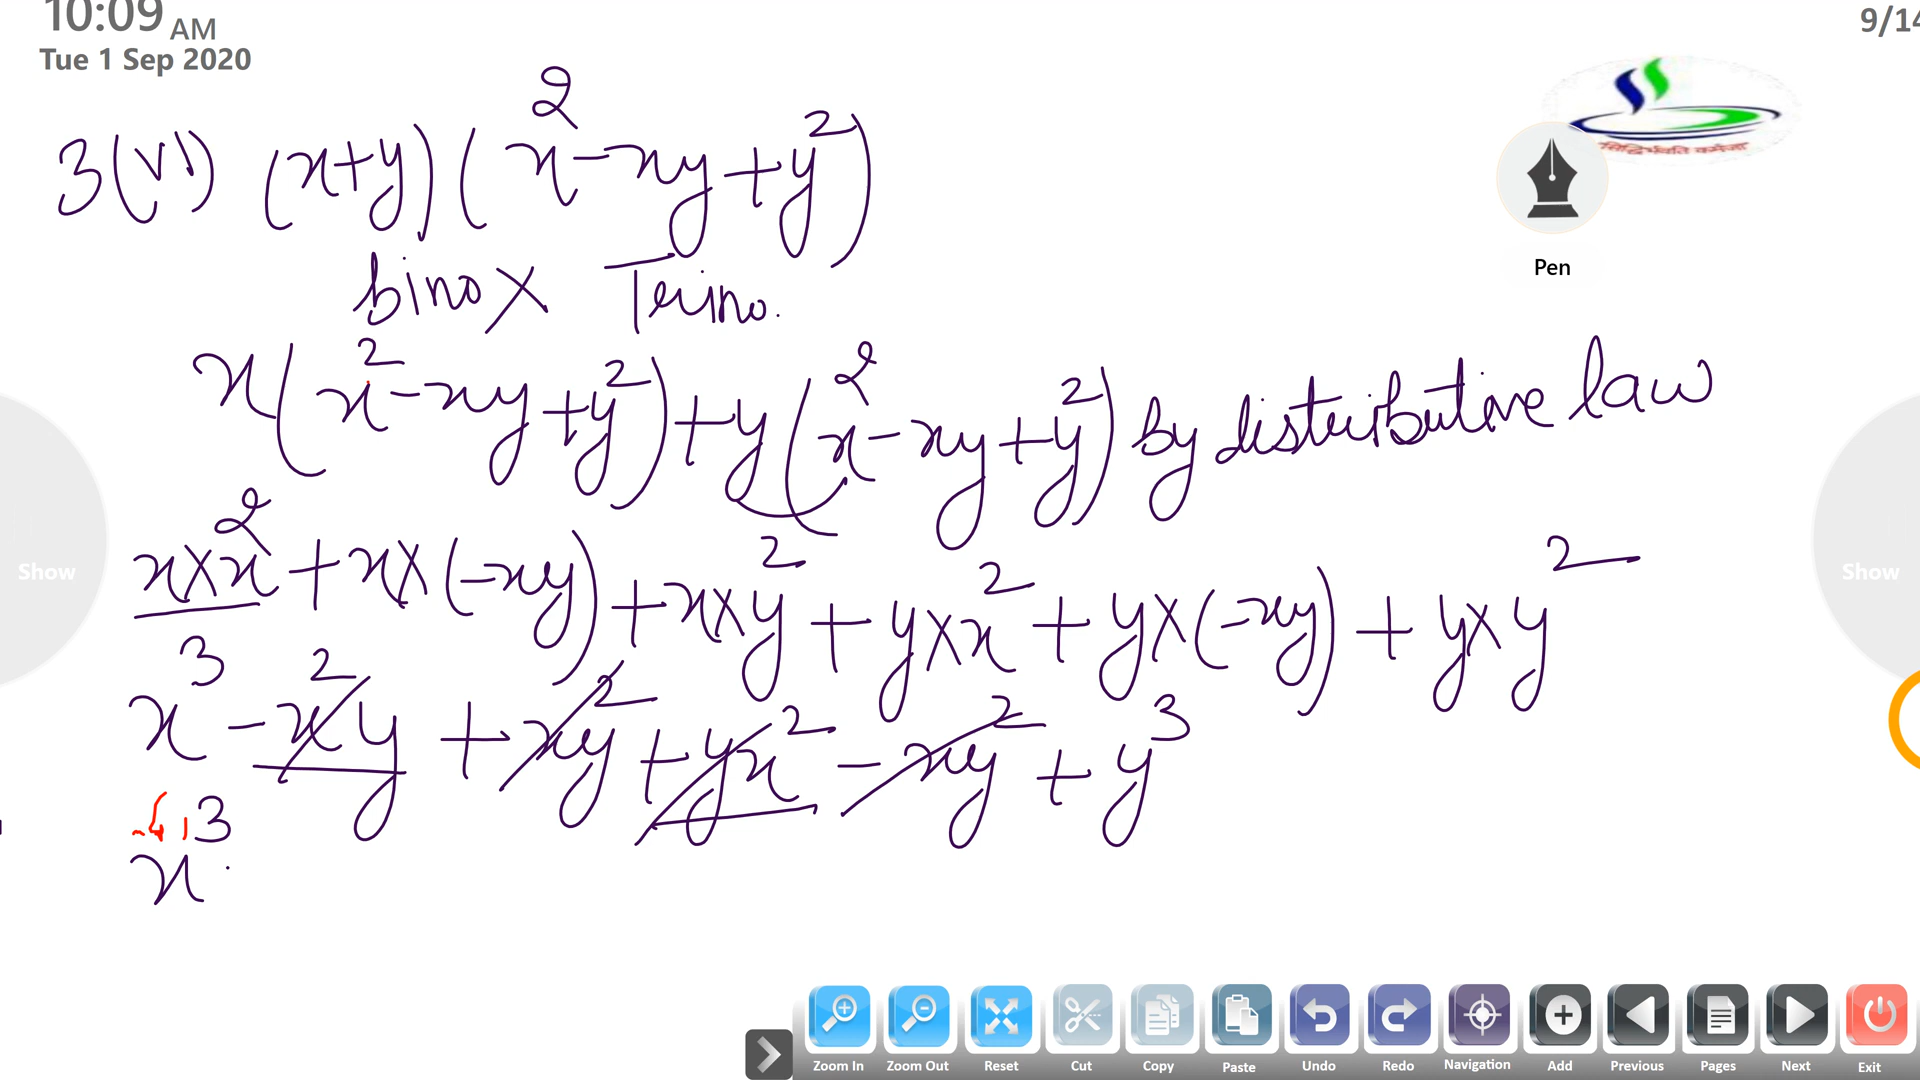 10:09 AM
9/14
Tue 1 Sep 2020
3(vi) (x+y)(x²-xy+y²)
bino X Trino.
x(x²-xy+y²)+y(x²-xy+y²) by distributive law
x×x²+x×(-xy)+x×y²+y×x²+y×(-xy)+y×y²
x³-x²y+xy²+yx²-xy²+y³
x³
Pen
Show
Show
Zoom In Zoom Out Reset Cut Copy Paste Undo Redo Navigation Add Previous Pages Next Exit